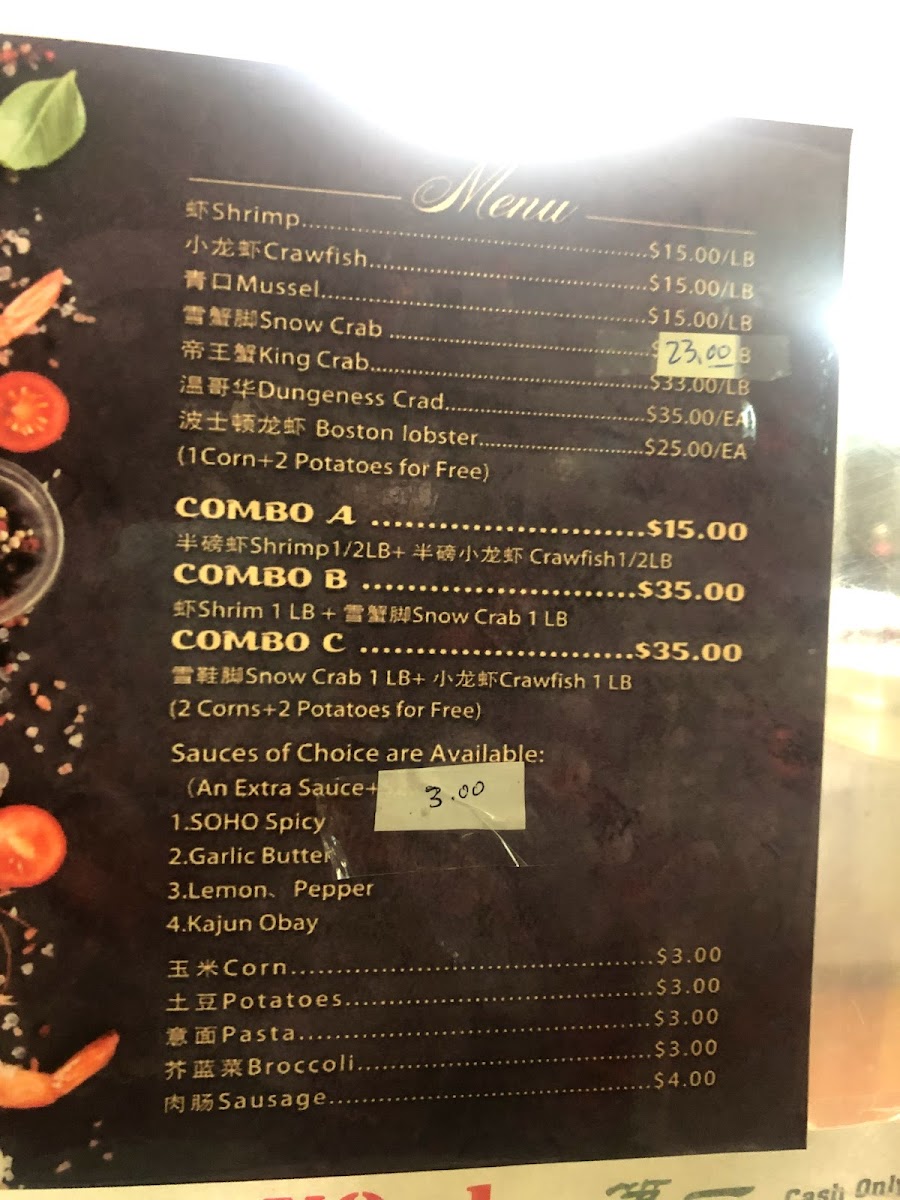 Menu
虾Shrimp..........$15.00/LB
小龙虾Crawfish..........$15.00/LB
青口Mussel..........$15.00/LB
雪蟹脚Snow Crab ..........$23.00 B
帝王蟹King Crab..........$33.00/LB
温哥华Dungeness Crad..........$35.00/EA
波士顿龙虾 Boston lobster..........$25.00/EA
(1Corn+2 Potatoes for Free)
COMBO A ..........$15.00
半磅虾Shrimp1/2LB+ 半磅小龙虾 Crawfish1/2LB
COMBO B ..........$35.00
虾Shrim 1 LB + 雪蟹脚Snow Crab 1 LB
COMBO C ..........$35.00
雪鞋脚Snow Crab 1 LB+ 小龙虾Crawfish 1 LB
(2 Corns+2 Potatoes for Free)
Sauces of Choice are Available:
(An Extra Sauce+ 3.00
1.SOHO Spicy
2.Garlic Butter
3.Lemon、Pepper
4.Kajun Obay
玉米Corn..........$3.00
土豆Potatoes..........$3.00
意面Pasta..........$3.00
芥蓝菜Broccoli..........$3.00
肉肠Sausage..........$4.00
Cash Only